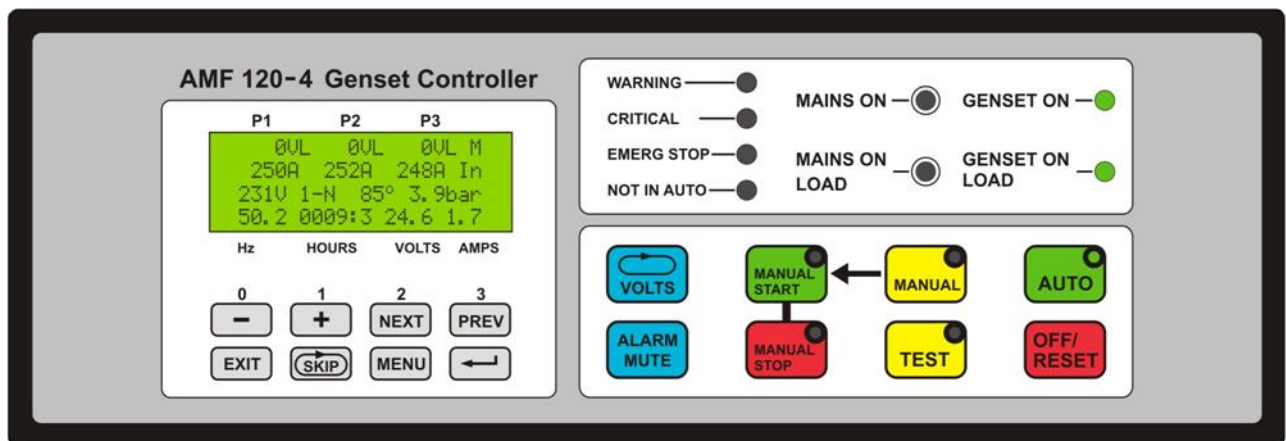 AMF 120-4 Genset Controller
P1 P2 P3
0VL 0VL 0VL M
250A 252A 248A In
231V 1-N 85° 3.9bar
50.2 0009:3 24.6 1.7
Hz HOURS VOLTS AMPS
0 1 2 3
- + NEXT PREV
EXIT SKIP MENU
WARNING
CRITICAL
EMERG STOP
NOT IN AUTO
MAINS ON
GENSET ON
MAINS ON
LOAD
GENSET ON
LOAD
VOLTS
MANUAL
START
MANUAL
AUTO
ALARM
MUTE
MANUAL
STOP
TEST
OFF/
RESET